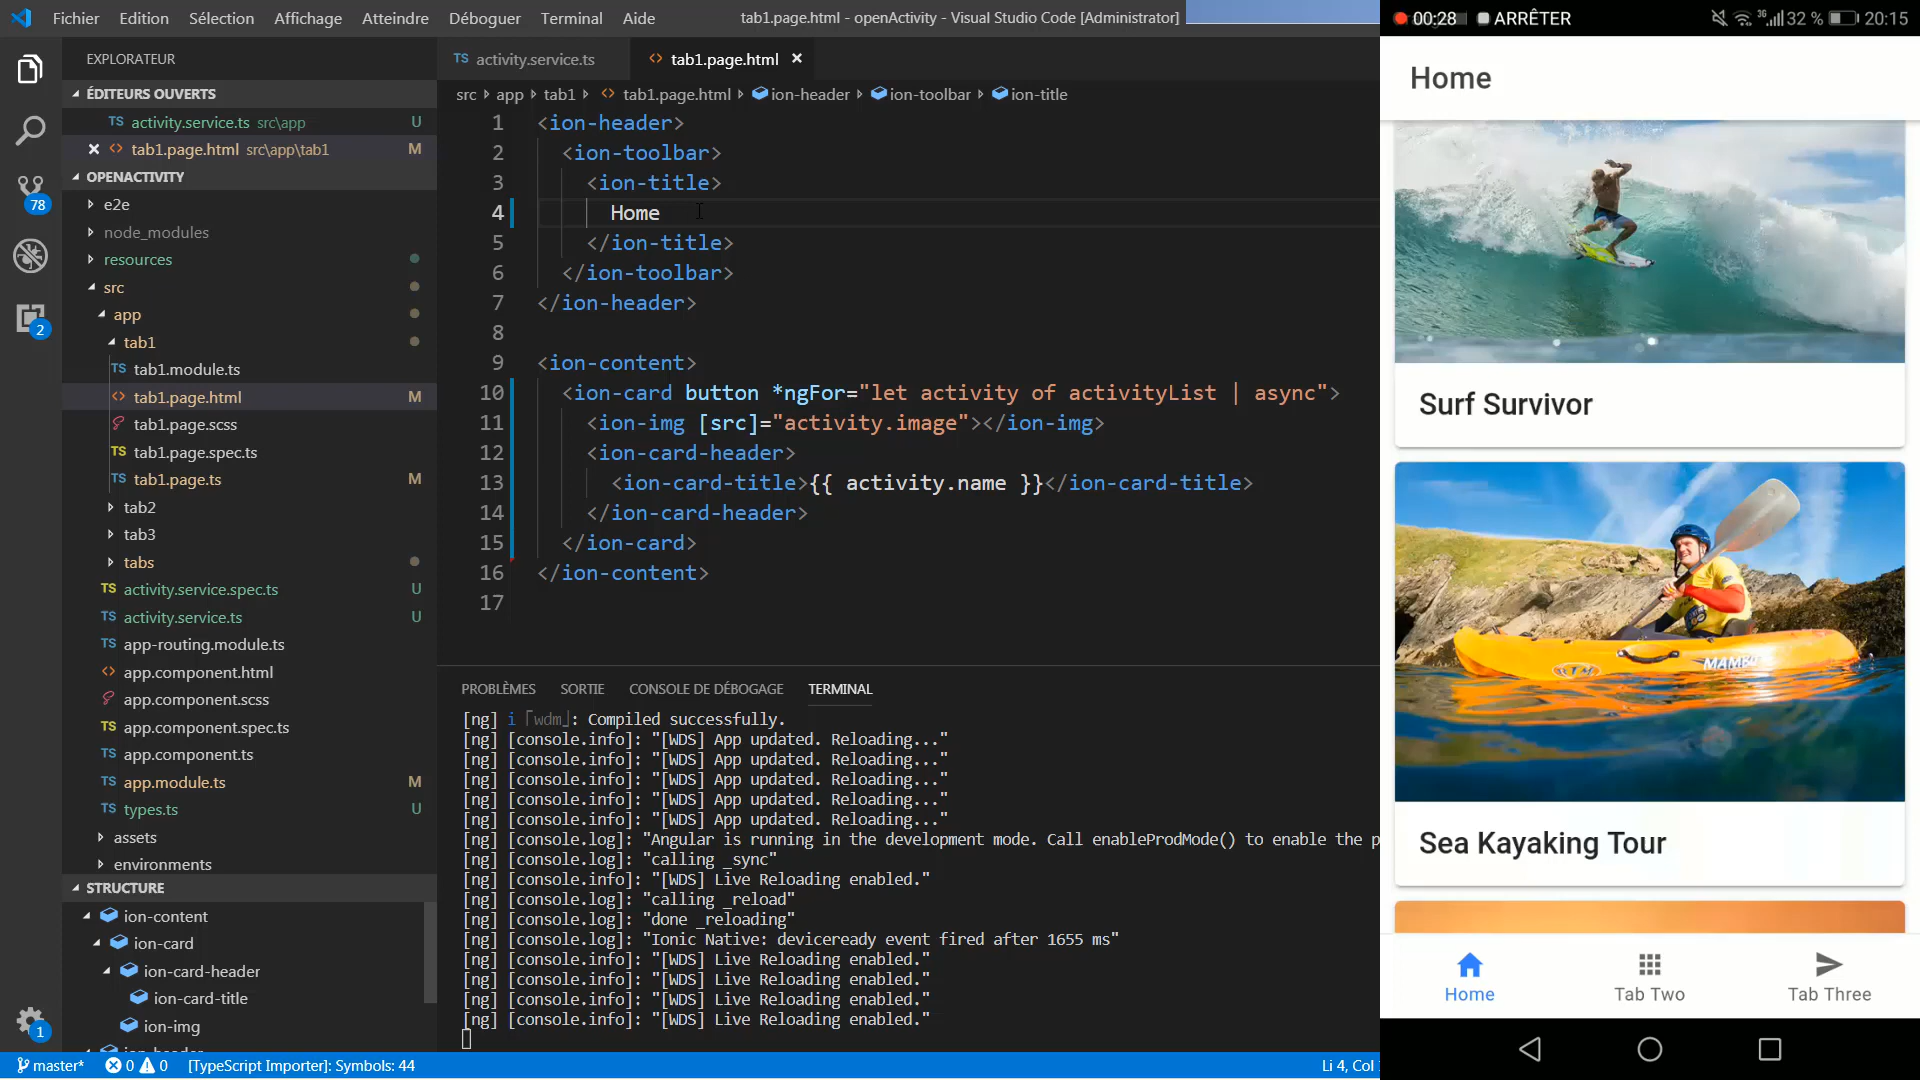 Fichier Edition Sélection Affichage Atteindre Déboguer Terminal Aide
tab1.page.html - openActivity - Visual Studio Code [Administrator]
EXPLORATEUR
ÉDITEURS OUVERTS
TS activity.service.ts src\app U
tab1.page.html src\app\tab1 M
OPENACTIVITY
e2e
node_modules
resources
src
app
tab1
TS tab1.module.ts
tab1.page.html M
tab1.page.scss
TS tab1.page.spec.ts
TS tab1.page.ts M
tab2
tab3
tabs
TS activity.service.spec.ts U
TS activity.service.ts U
TS app-routing.module.ts
app.component.html
app.component.scss
TS app.component.spec.ts
TS app.component.ts
TS app.module.ts M
TS types.ts U
assets
environments
STRUCTURE
ion-content
ion-card
ion-card-header
ion-card-title
ion-img
78
2
1
TS activity.service.ts
tab1.page.html
src app tab1 tab1.page.html ion-header ion-toolbar ion-title
1 <ion-header>
2 <ion-toolbar>
3 <ion-title>
4 Home
5 </ion-title>
6 </ion-toolbar>
7 </ion-header>
8
9 <ion-content>
10 <ion-card button *ngFor="let activity of activityList | async">
11 <ion-img [src]="activity.image"></ion-img>
12 <ion-card-header>
13 <ion-card-title>{{ activity.name }}</ion-card-title>
14 </ion-card-header>
15 </ion-card>
16 </ion-content>
17
PROBLÈMES SORTIE CONSOLE DE DÉBOGAGE TERMINAL
[ng] i ｢wdm｣: Compiled successfully.
[ng] [console.info]: "[WDS] App updated. Reloading..."
[ng] [console.info]: "[WDS] App updated. Reloading..."
[ng] [console.info]: "[WDS] App updated. Reloading..."
[ng] [console.info]: "[WDS] App updated. Reloading..."
[ng] [console.info]: "[WDS] App updated. Reloading..."
[ng] [console.log]: "Angular is running in the development mode. Call enableProdMode() to enable the p
[ng] [console.log]: "calling _sync"
[ng] [console.log]: "[WDS] Live Reloading enabled."
[ng] [console.log]: "calling _reload"
[ng] [console.log]: "done _reloading"
[ng] [console.log]: "Ionic Native: deviceready event fired after 1655 ms"
[ng] [console.log]: "[WDS] Live Reloading enabled."
[ng] [console.log]: "[WDS] Live Reloading enabled."
[ng] [console.log]: "[WDS] Live Reloading enabled."
[ng] [console.log]: "[WDS] Live Reloading enabled."
master* 0 0 [TypeScript Importer]: Symbols: 44
Li 4, Col
00:28 ARRÊTER 3G 32 % 20:15
Home
Surf Survivor
MAMBO
Sea Kayaking Tour
Home Tab Two Tab Three